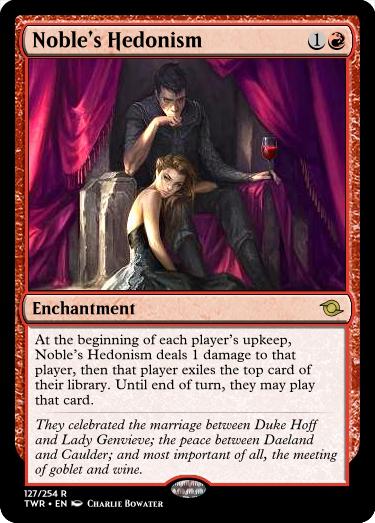 Noble's Hedonism 1
Enchantment
At the beginning of each player's upkeep,
Noble's Hedonism deals 1 damage to that
player, then that player exiles the top card of
their library. Until end of turn, they may play
that card.
They celebrated the marriage between Duke Hoff
and Lady Genvieve; the peace between Daeland
and Caulder; and most important of all, the meeting
of goblet and wine.
127/254 R
TWR • EN Charlie Bowater